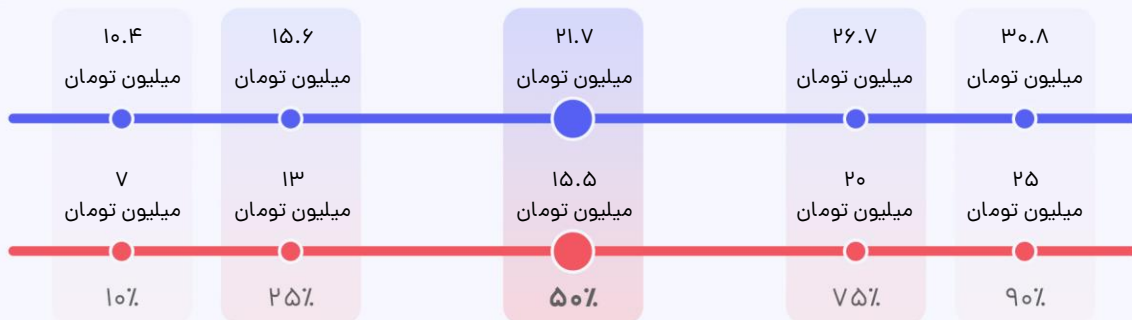 ۱۰.۴
میلیون تومان
۱۵.۶
میلیون تومان
۲۱.۷
میلیون تومان
۲۶.۷
میلیون تومان
۳۰.۸
میلیون تومان
۷
میلیون تومان
۱۳
میلیون تومان
۱۵.۵
میلیون تومان
۲۰
میلیون تومان
۲۵
میلیون تومان
۱۰٪
۲۵٪
۵۰٪
۷۵٪
۹۰٪